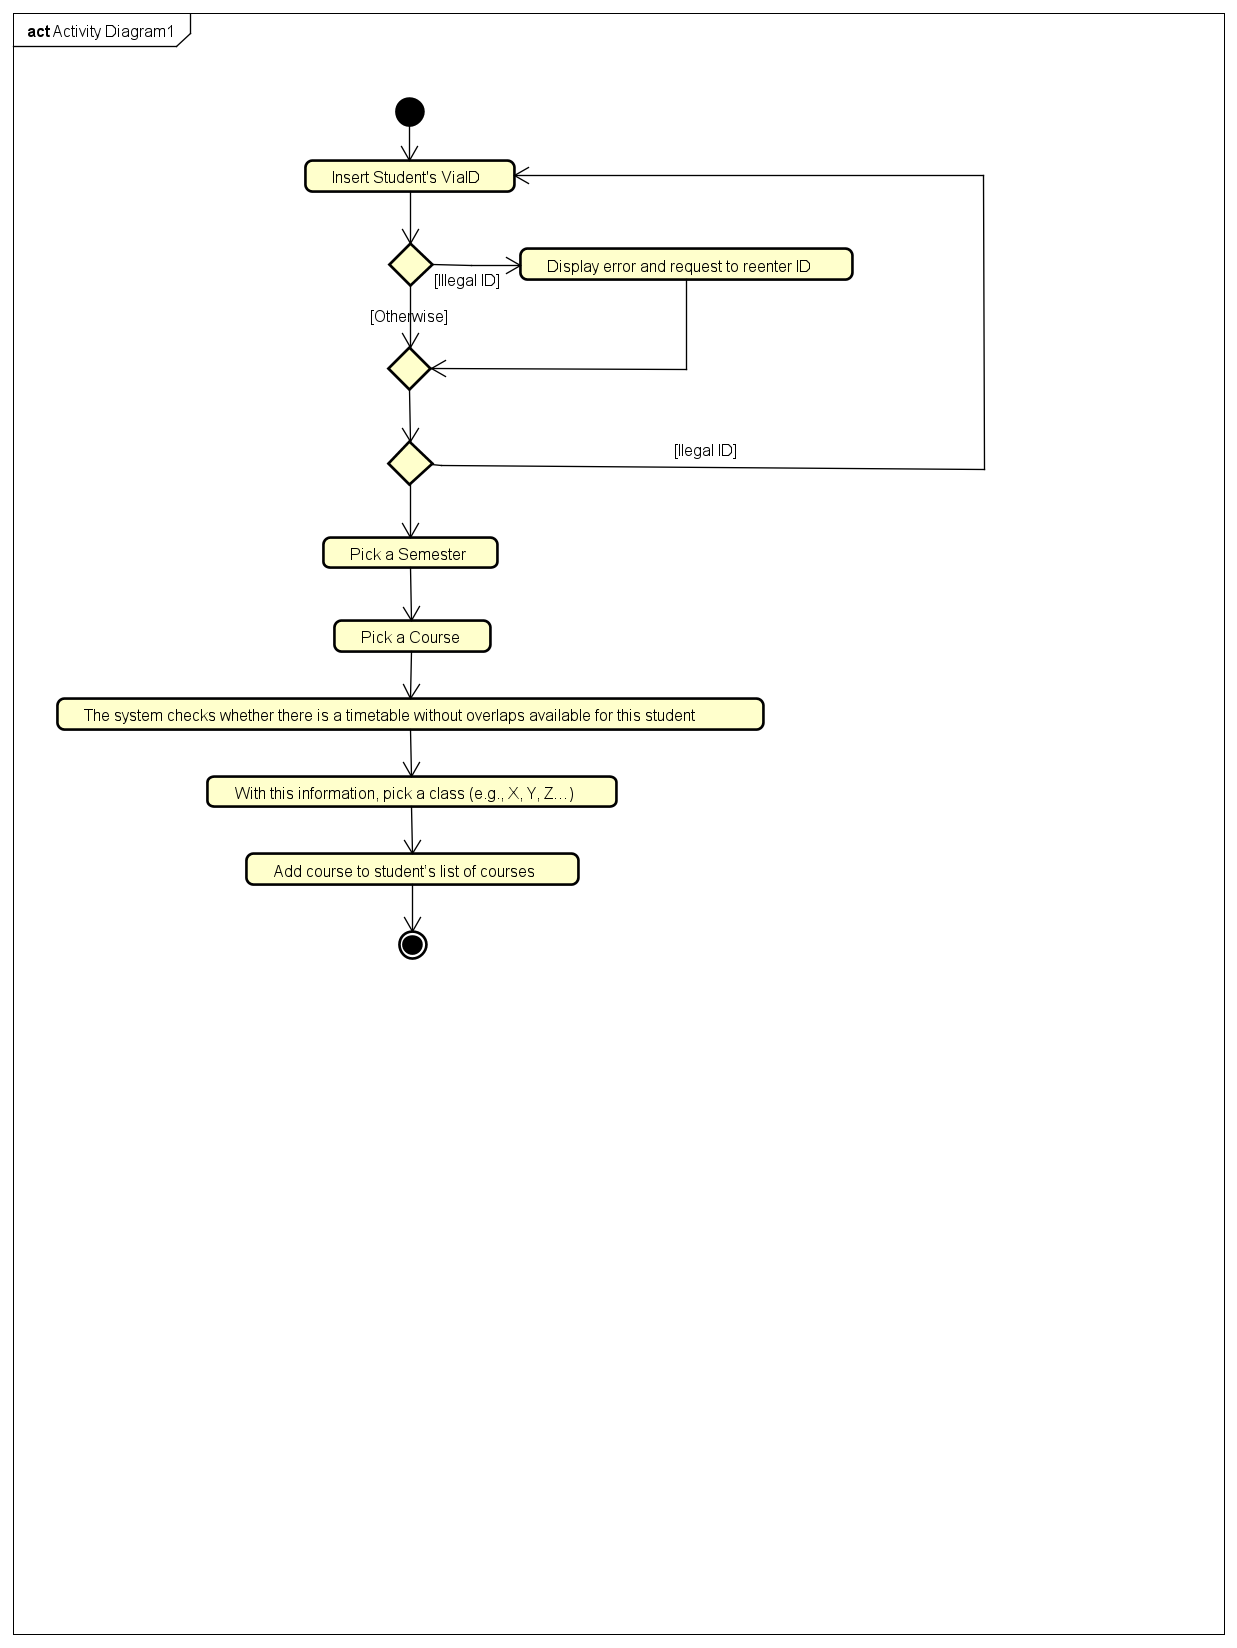 act Activity Diagram1
Insert Student's VialD
[Illegal ID]
Display error and request to reenter ID
[Otherwise]
[Ilegal ID]
Pick a Semester
Pick a Course
The system checks whether there is a timetable without overlaps available for this student
With this information, pick a class (e.g., X, Y, Z...)
Add course to student's list of courses